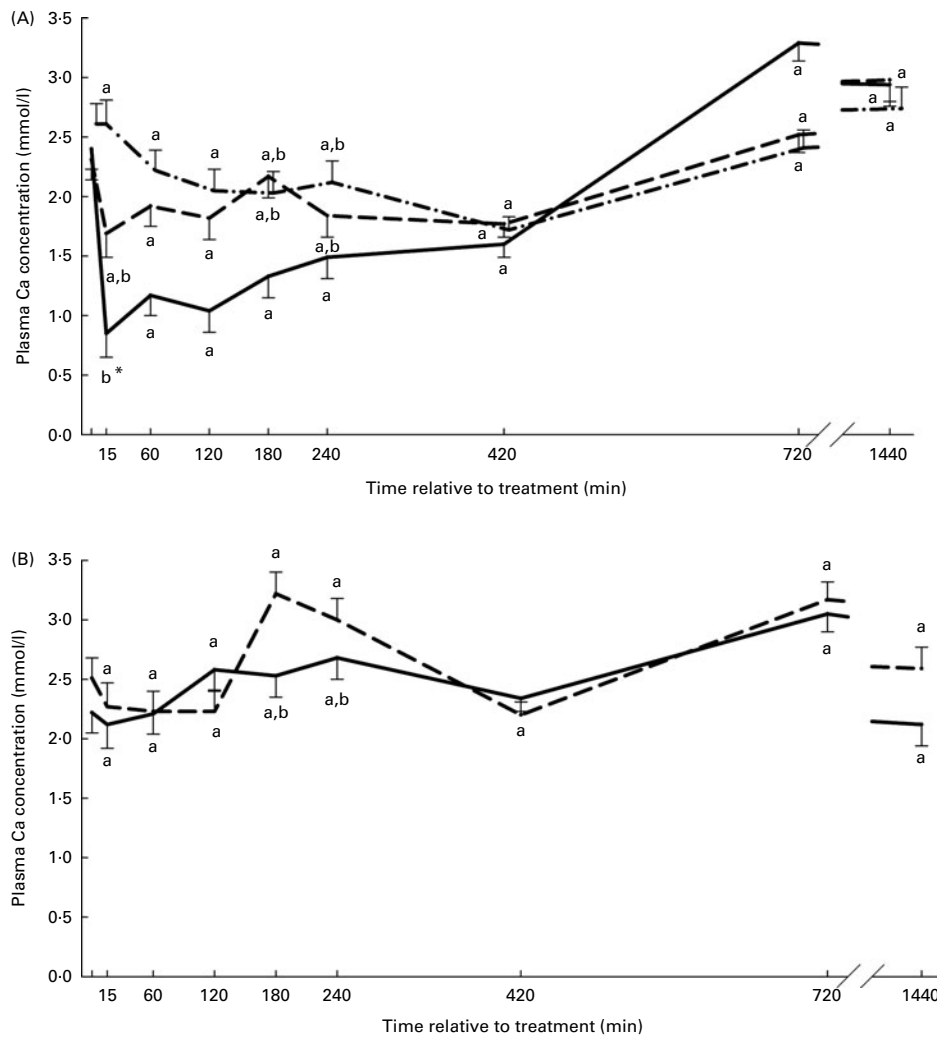 (A)
3·5
3·0
2·5
2·0
1·5
1·0
0·5
0·0
Plasma Ca concentration (mmol/l)
a
a
a
a,b
a,b
a
a
a
a
a,b
a
a
a,b
a,b
a
a
a
a
a
a
a
a
a
a
b*
15 60 120 180 240 420 720 1440
Time relative to treatment (min)
(B)
3·5
3·0
2·5
2·0
1·5
1·0
0·5
0·0
Plasma Ca concentration (mmol/l)
a
a
a
a
a
a
a
a
a
a
a,b
a,b
a
a
a
a
15 60 120 180 240 420 720 1440
Time relative to treatment (min)